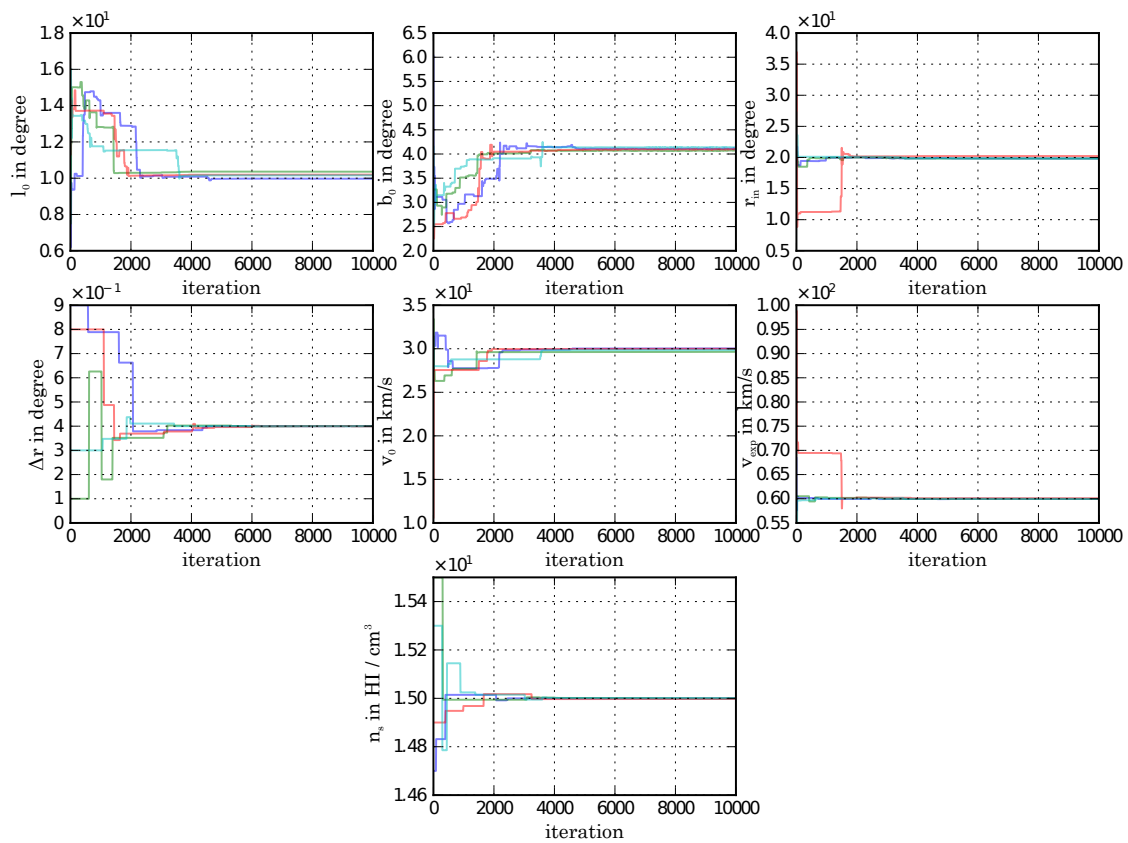 ×10¹ ×10¹
1.8 6.5 4.0
6.0 3.5
1.6 5.5 3.0
5.0
1.4 4.5 2.5
1.2 4.0 2.0
3.5
1.0 3.0 1.5
2.5 1.0
0.6 2.0 0.5
l₀ in degree b₀ in degree r_in in degree
0 2000 4000 6000 8000 10000 0 2000 4000 6000 8000 10000 0 2000 4000 6000 8000 10000
iteration iteration iteration
×10⁻¹ ×10¹ ×10²
9 3.5 1.00
8 0.95
7 3.0 0.90
6 0.85
5 2.5 0.80
4 2.0 0.75
3 0.70
2 1.5 0.65
1 0.60
0 1.0 0.55
Δr in degree v₀ in km/s v_exp in km/s
0 2000 4000 6000 8000 10000 0 2000 4000 6000 8000 10000 0 2000 4000 6000 8000 10000
iteration iteration iteration
×10¹
1.54
1.52
1.50
1.48
1.46
n_s in HI / cm³
0 2000 4000 6000 8000 10000
iteration